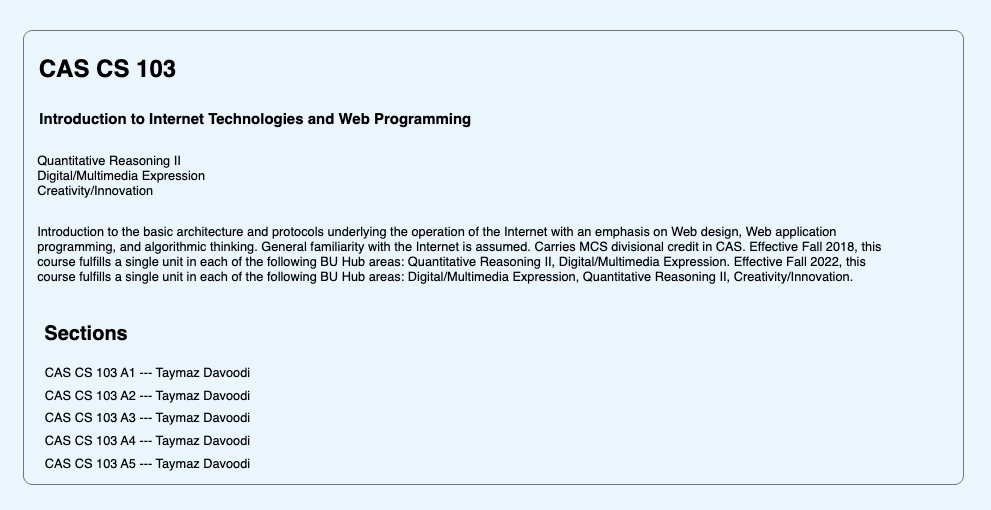 CAS CS 103
Introduction to Internet Technologies and Web Programming
Quantitative Reasoning II
Digital/Multimedia Expression
Creativity/Innovation
Introduction to the basic architecture and protocols underlying the operation of the Internet with an emphasis on Web design, Web application
programming, and algorithmic thinking. General familiarity with the Internet is assumed. Carries MCS divisional credit in CAS. Effective Fall 2018, this
course fulfills a single unit in each of the following BU Hub areas: Quantitative Reasoning II, Digital/Multimedia Expression. Effective Fall 2022, this
course fulfills a single unit in each of the following BU Hub areas: Digital/Multimedia Expression, Quantitative Reasoning II, Creativity/Innovation.
Sections
CAS CS 103 A1 --- Taymaz Davoodi
CAS CS 103 A2 --- Taymaz Davoodi
CAS CS 103 A3 --- Taymaz Davoodi
CAS CS 103 A4 --- Taymaz Davoodi
CAS CS 103 A5 --- Taymaz Davoodi